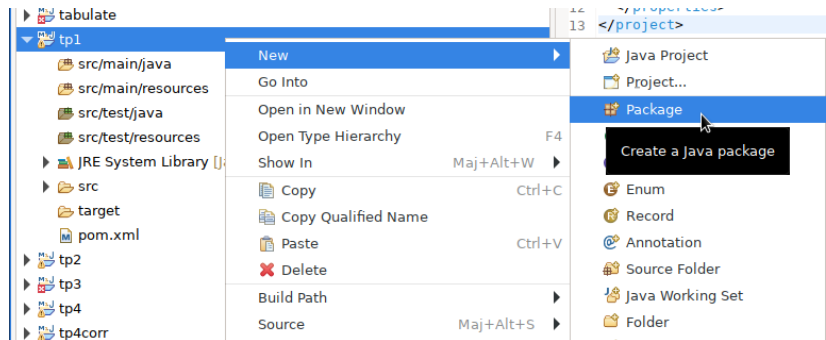 tabulate
tp1
src/main/java
src/main/resources
src/test/java
src/test/resources
JRE System Library
src
target
pom.xml
tp2
tp3
tp4
tp4corr
New
Go Into
Open in New Window
Open Type Hierarchy F4
Show In Maj+Alt+W
Copy Ctrl+C
Copy Qualified Name
Paste Ctrl+V
Delete
Build Path
Source Maj+Alt+S
12 </properties>
13 </project>
Java Project
Project...
Package
Create a Java package
Enum
Record
Annotation
Source Folder
Java Working Set
Folder